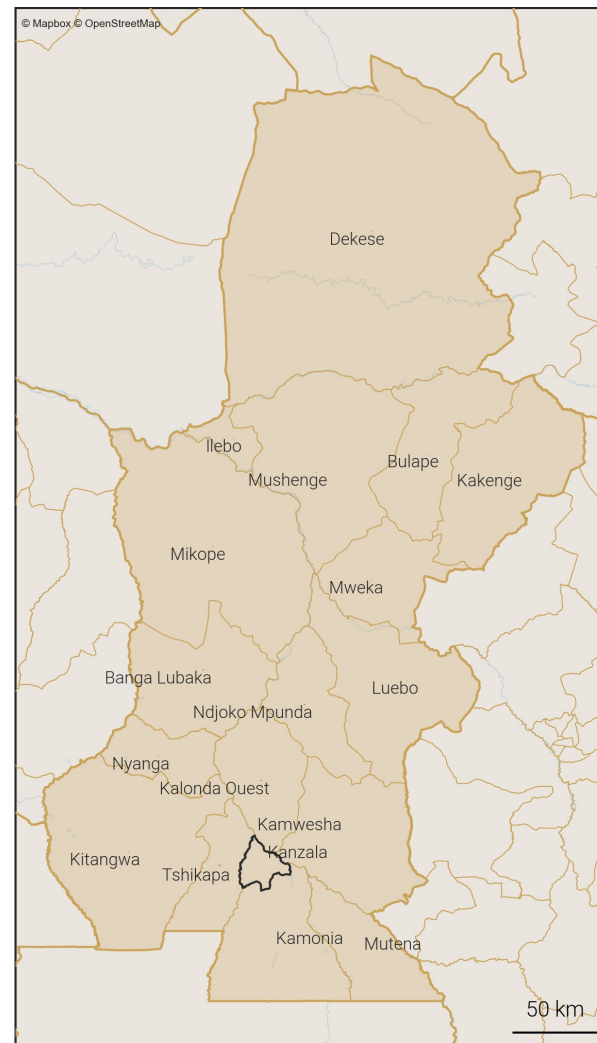 © Mapbox © OpenStreetMap
Dekese
Ilebo
Bulape
Mushenge
Kakenge
Mikope
Mweka
Banga Lubaka
Luebo
Ndjoko Mpunda
Nyanga
Kalonda Ouest
Kamwesha
Kanzala
Kitangwa
Tshikapa
Kamonia
Mutena
50 km